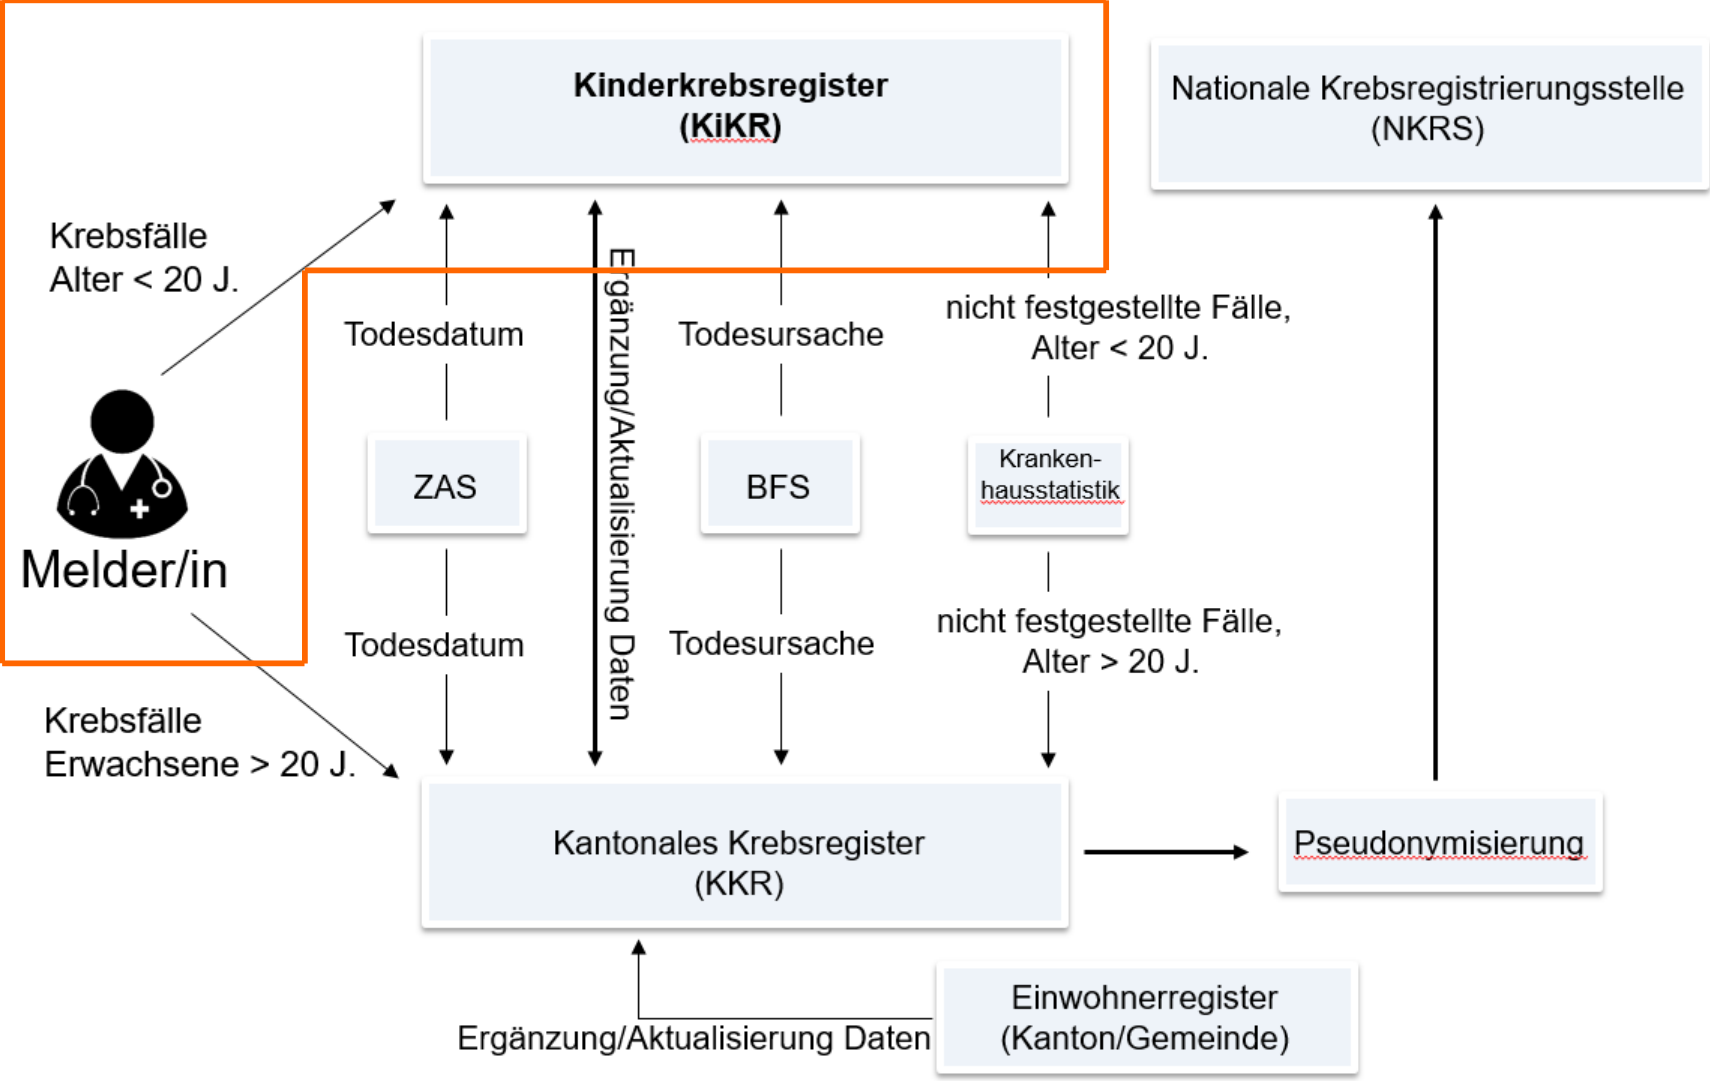 Kinderkrebsregister
(KiKR)
Nationale Krebsregistrierungsstelle
(NKRS)
Krebsfälle
Alter < 20 J.
Ergänzung/Aktualisierung Daten
Todesdatum
Todesursache
nicht festgestellte Fälle,
Alter < 20 J.
Melder/in
ZAS
BFS
Kranken-
hausstatistik
Todesdatum
Todesursache
nicht festgestellte Fälle,
Alter > 20 J.
Krebsfälle
Erwachsene > 20 J.
Kantonales Krebsregister
(KKR)
Pseudonymisierung
Einwohnerregister
(Kanton/Gemeinde)
Ergänzung/Aktualisierung Daten